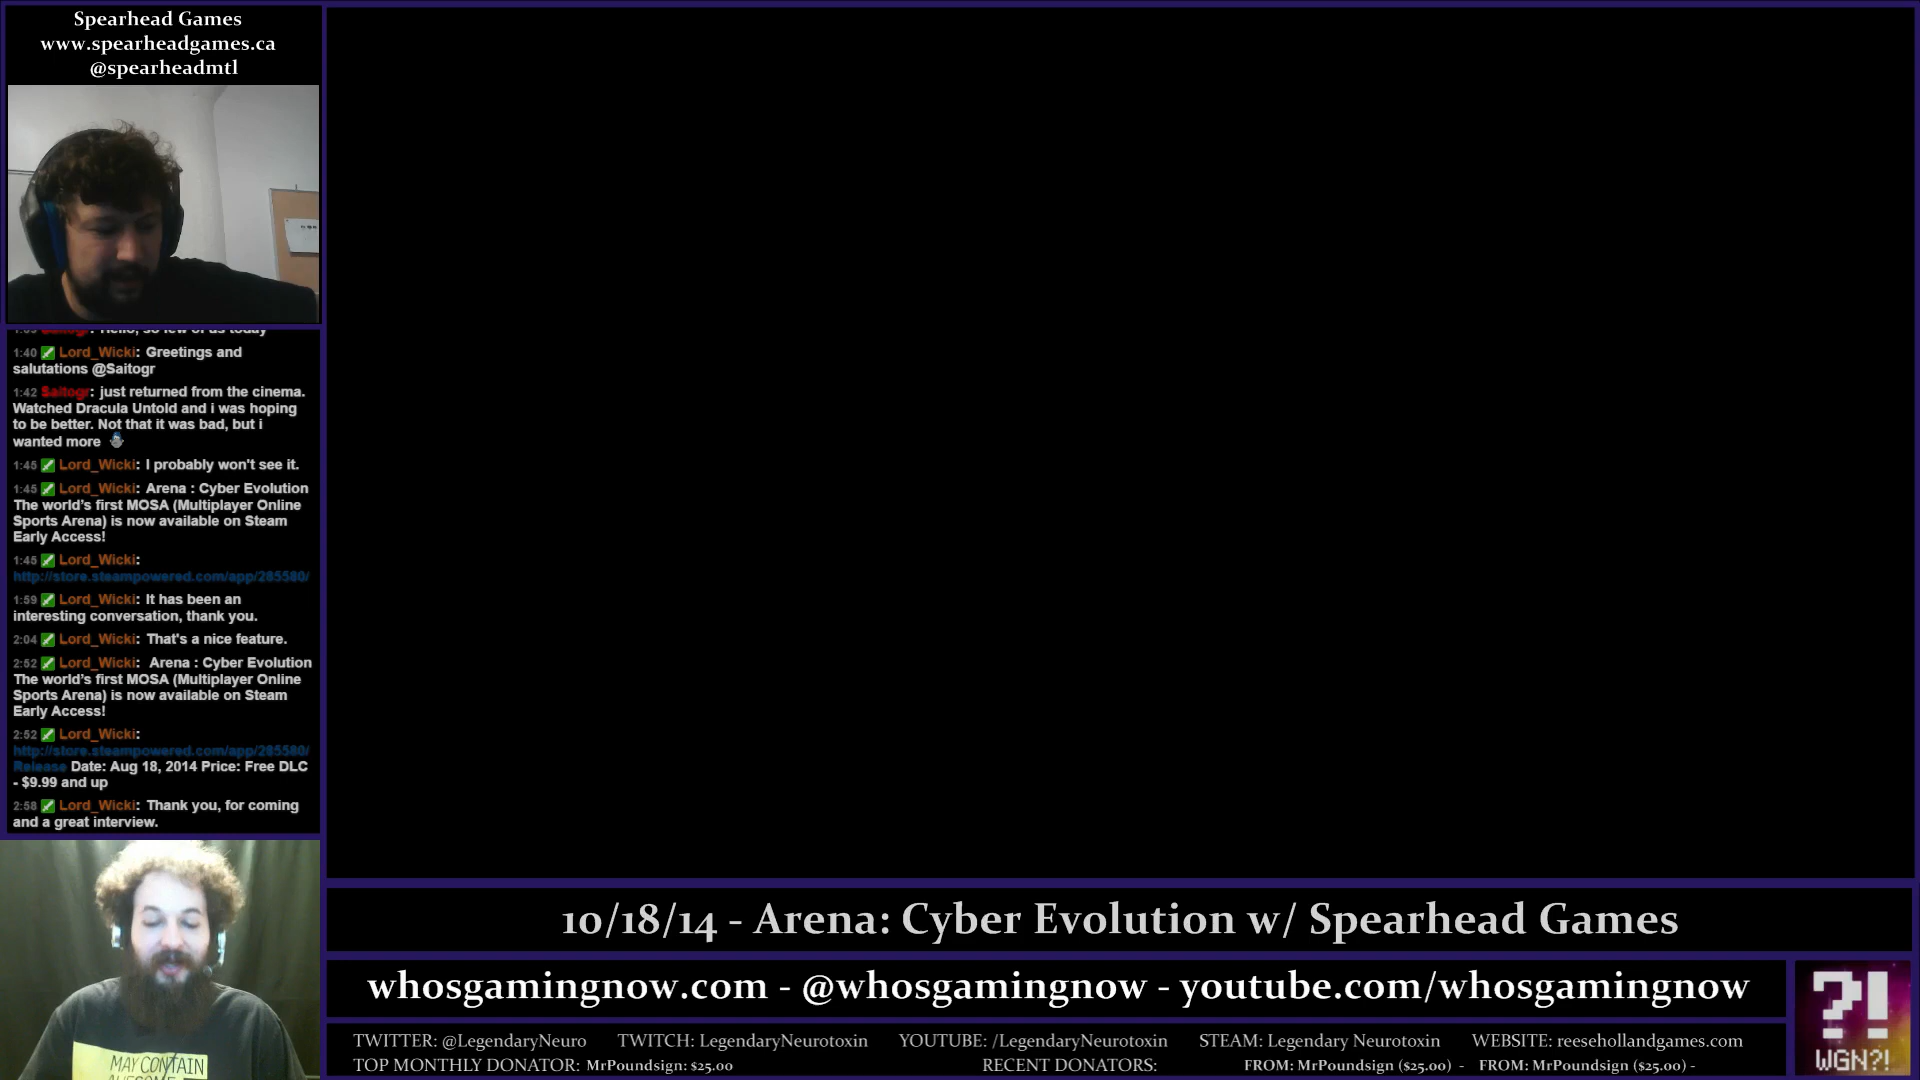 Spearhead Games
www.spearheadgames.ca
@spearheadmtl
Hello, so few of us today
1:40 Lord_Wicki: Greetings and
salutations @Saitogr
1:42 Saitogr: just returned from the cinema.
Watched Dracula Untold and i was hoping
to be better. Not that it was bad, but i
wanted more
1:45 Lord_Wicki: I probably won't see it.
1:45 Lord_Wicki: Arena : Cyber Evolution
The world's first MOSA (Multiplayer Online
Sports Arena) is now available on Steam
Early Access!
1:45 Lord_Wicki:
http://store.steampowered.com/app/285580/
1:59 Lord_Wicki: It has been an
interesting conversation, thank you.
2:04 Lord_Wicki: That's a nice feature.
2:52 Lord_Wicki: Arena : Cyber Evolution
The world's first MOSA (Multiplayer Online
Sports Arena) is now available on Steam
Early Access!
2:52 Lord_Wicki:
http://store.steampowered.com/app/285580/
Release Date: Aug 18, 2014 Price: Free DLC
- $9.99 and up
2:58 Lord_Wicki: Thank you, for coming
and a great interview.
MAY CONTAIN
AWESOME
10/18/14 - Arena: Cyber Evolution w/ Spearhead Games
whosgamingnow.com - @whosgamingnow - youtube.com/whosgamingnow
TWITTER: @LegendaryNeuro TWITCH: LegendaryNeurotoxin YOUTUBE: /LegendaryNeurotoxin STEAM: Legendary Neurotoxin WEBSITE: reesehollandgames.com
TOP MONTHLY DONATOR: MrPoundsign: $25.00 RECENT DONATORS: FROM: MrPoundsign ($25.00) - FROM: MrPoundsign ($25.00) -
?!
WGN?!